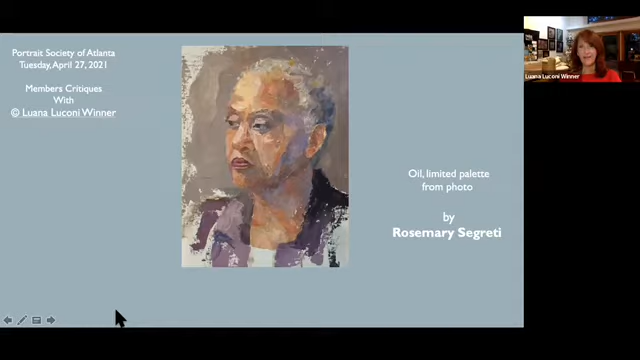 Portrait Society of Atlanta
Tuesday, April 27, 2021
Members Critiques
With
© Luana Luconi Winner
Oil, limited palette
from photo
by
Rosemary Segreti
Luana Luconi Winner